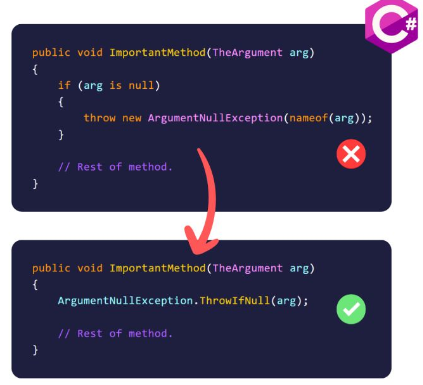 C#
public void ImportantMethod(TheArgument arg)
{
    if (arg is null)
    {
        throw new ArgumentNullException(nameof(arg));
    }

    // Rest of method.
}
public void ImportantMethod(TheArgument arg)
{
    ArgumentNullException.ThrowIfNull(arg);

    // Rest of method.
}